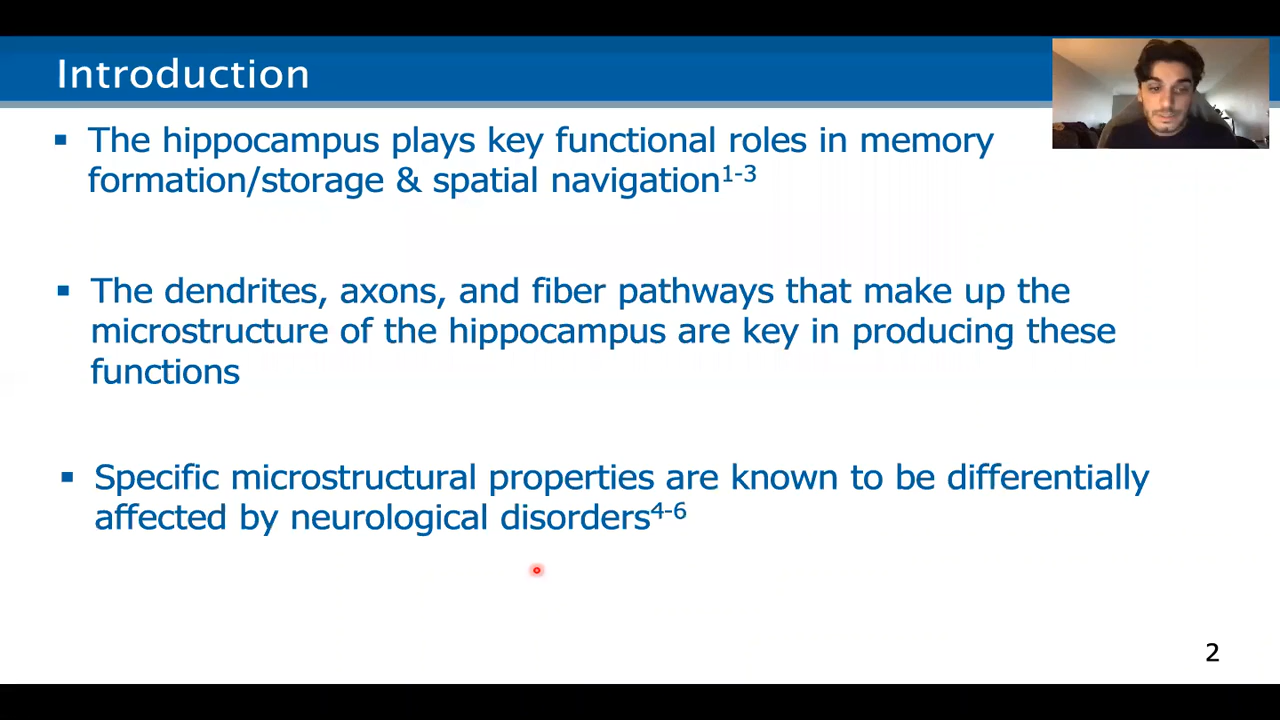 Introduction
▪ The hippocampus plays key functional roles in memory
formation/storage & spatial navigation¹⁻³
▪ The dendrites, axons, and fiber pathways that make up the
microstructure of the hippocampus are key in producing these
functions
▪ Specific microstructural properties are known to be differentially
affected by neurological disorders⁴⁻⁶
2